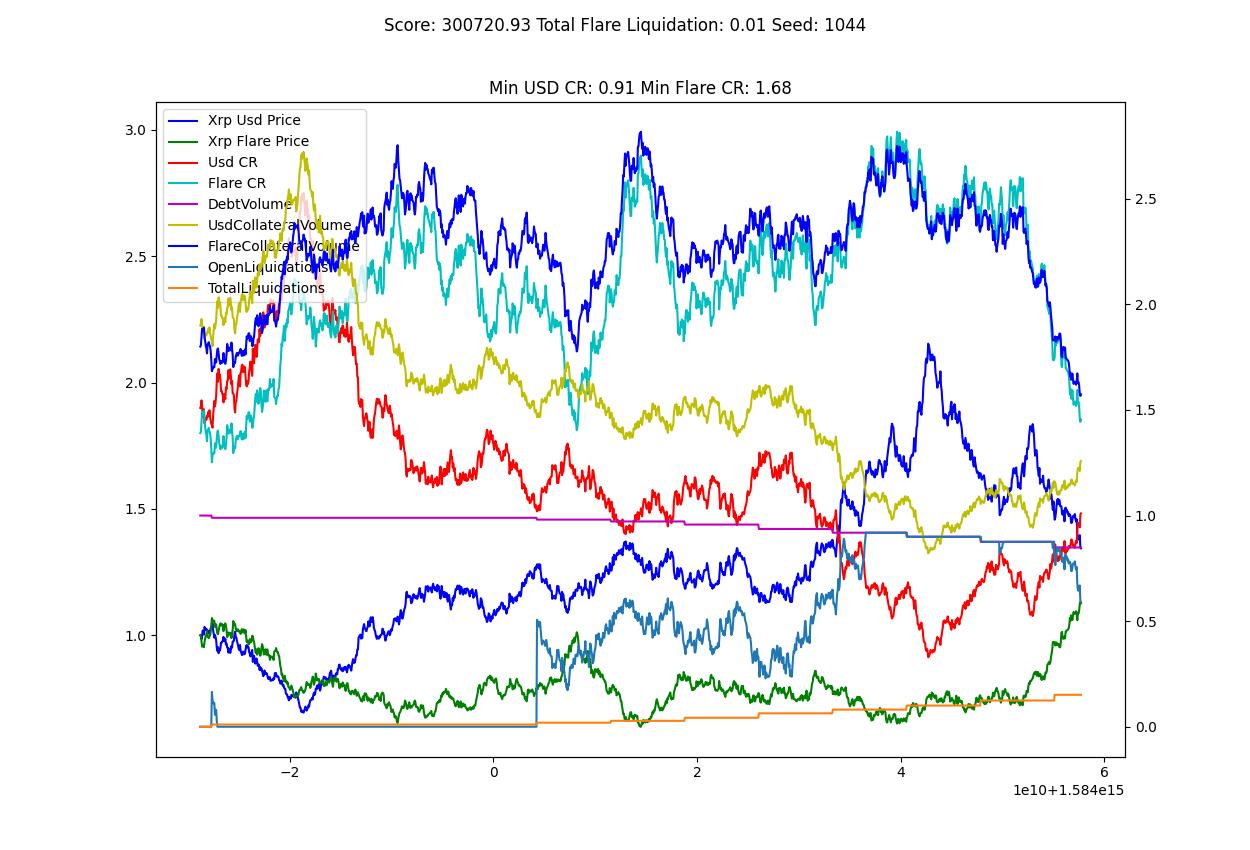 Score: 300720.93 Total Flare Liquidation: 0.01 Seed: 1044
Min USD CR: 0.91 Min Flare CR: 1.68
Xrp Usd Price
Xrp Flare Price
Usd CR
Flare CR
DebtVolume
UsdCollateralVolume
FlareCollateralVolume
OpenLiquidations
TotalLiquidations
3.0
2.5
2.0
1.5
1.0
2.5
2.0
1.5
1.0
0.5
0.0
−2 0 2 4 6
1e10+1.584e15